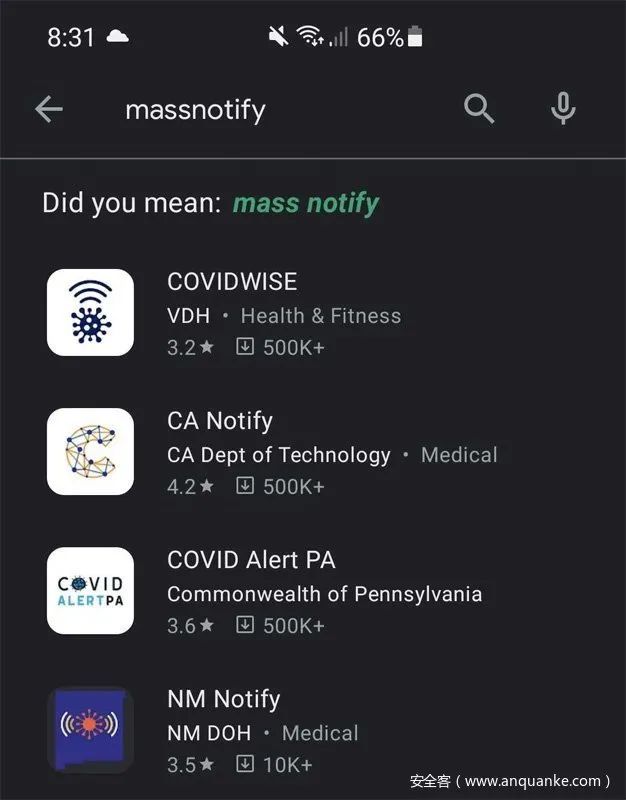 8:31 66%
massnotify
Did you mean: mass notify
COVIDWISE
VDH • Health & Fitness
3.2★ 500K+
CA Notify
CA Dept of Technology • Medical
4.2★ 500K+
COVID Alert PA
COVID
ALERTPA
Commonwealth of Pennsylvania
3.6★ 500K+
NM Notify
NM DOH • Medical
3.5★ 10K+
安全客（www.anquanke.com）